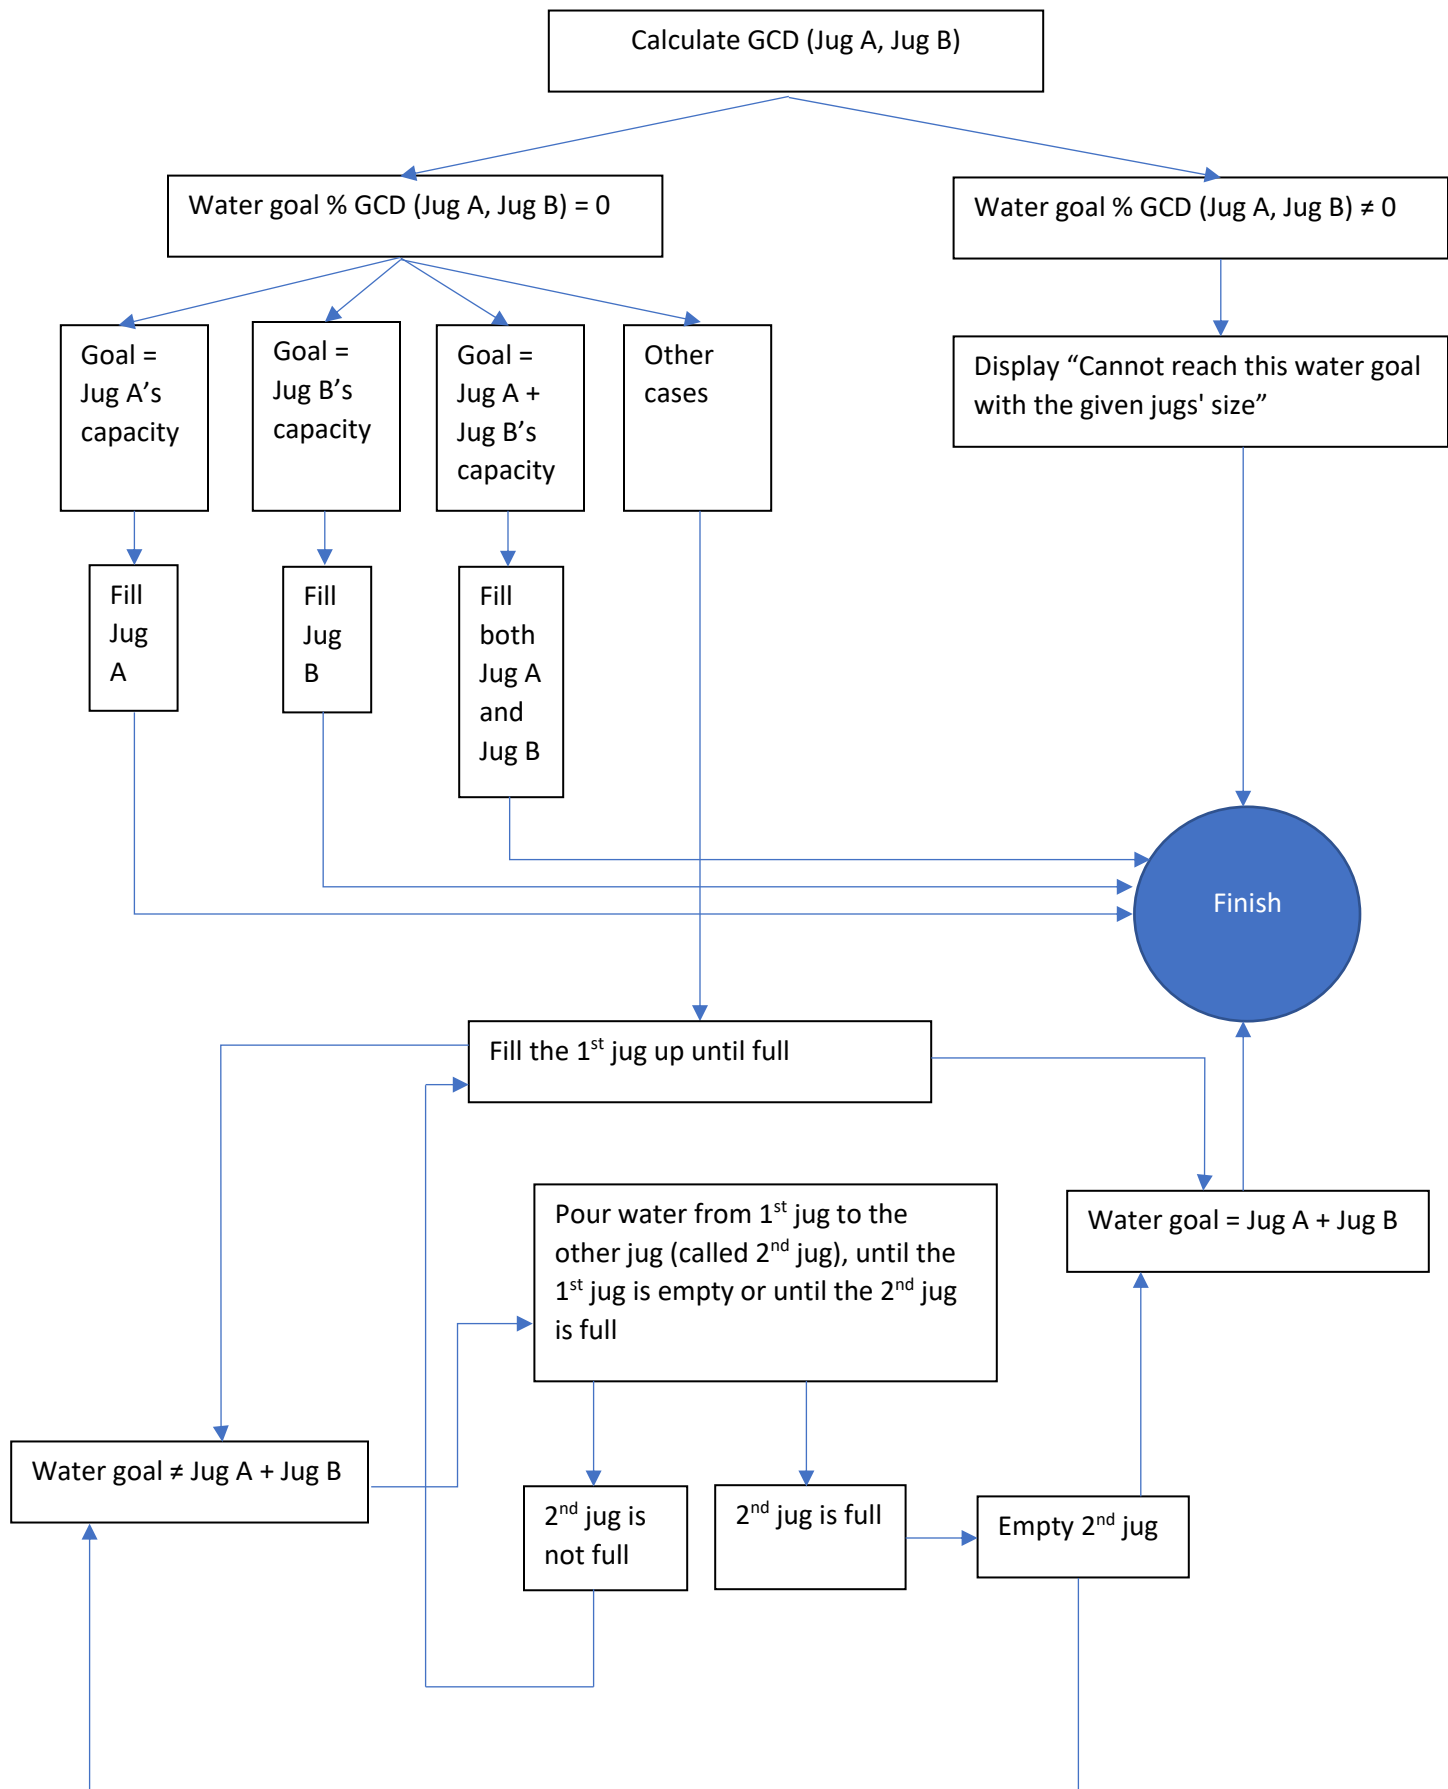 Calculate GCD (Jug A, Jug B)
Water goal % GCD (Jug A, Jug B) = 0
Water goal % GCD (Jug A, Jug B) ≠ 0
Goal =
Jug A’s
capacity
Goal =
Jug B’s
capacity
Goal =
Jug A +
Jug B’s
capacity
Other
cases
Display “Cannot reach this water goal
with the given jugs' size”
Fill
Jug
A
Fill
Jug
B
Fill
both
Jug A
and
Jug B
Finish
Fill the 1st jug up until full
Pour water from 1st jug to the
other jug (called 2nd jug), until the
1st jug is empty or until the 2nd jug
is full
Water goal = Jug A + Jug B
Water goal ≠ Jug A + Jug B
2nd jug is
not full
2nd jug is full
Empty 2nd jug